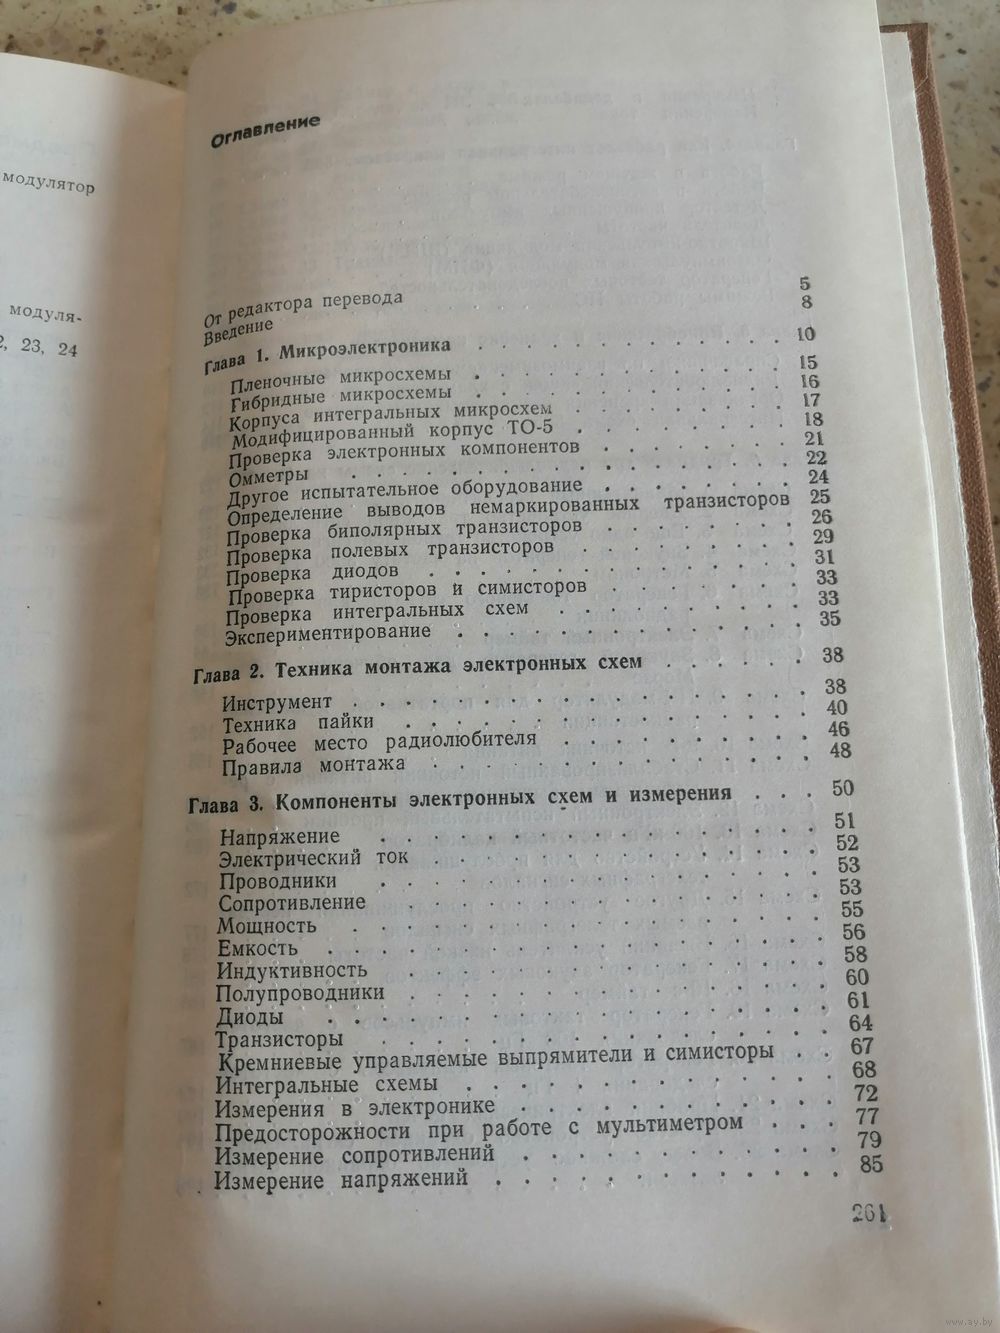 модулятор
модуля-
2, 23, 24
Оглавление
От редактора перевода 5
Введение 8
Глава 1. Микроэлектроника . . . . . . . . . . . . 10
Пленочные микросхемы . . . . . . . . . . . . 15
Гибридные микросхемы . . . . . . . . . . . . 16
Корпуса интегральных микросхем . . . . . . . . 17
Модифицированный корпус ТО-5 . . . . . . . . 18
Проверка электронных компонентов . . . . . . . 21
Омметры . . . . . . . . . . . . . . . . 22
Другое испытательное оборудование . . . . . . . 24
Определение выводов немаркированных транзисторов 25
Проверка биполярных транзисторов . . . . . . . 26
Проверка полевых транзисторов . . . . . . . . 29
Проверка диодов . . . . . . . . . . . . . 31
Проверка тиристоров и симисторов . . . . . . . 33
Проверка интегральных схем . . . . . . . . . 33
Экспериментирование . . . . . . . . . . . . 35
Глава 2. Техника монтажа электронных схем . . . . . . 38
Инструмент . . . . . . . . . . . . . . . 38
Техника пайки . . . . . . . . . . . . . . 40
Рабочее место радиолюбителя . . . . . . . . . 46
Правила монтажа . . . . . . . . . . . . . 48
Глава 3. Компоненты электронных схем и измерения . . . 50
Напряжение . . . . . . . . . . . . . . . 51
Электрический ток . . . . . . . . . . . . . 52
Проводники . . . . . . . . . . . . . . . 53
Сопротивление . . . . . . . . . . . . . . 53
Мощность . . . . . . . . . . . . . . . . 55
Емкость . . . . . . . . . . . . . . . . 56
Индуктивность . . . . . . . . . . . . . . 58
Полупроводники . . . . . . . . . . . . . . 60
Диоды . . . . . . . . . . . . . . . . . 61
Транзисторы . . . . . . . . . . . . . . . 64
Кремниевые управляемые выпрямители и симисторы . . 67
Интегральные схемы . . . . . . . . . . . . 68
Измерения в электронике . . . . . . . . . . . 72
Предосторожности при работе с мультиметром . . . 77
Измерение сопротивлений . . . . . . . . . . . 79
Измерение напряжений . . . . . . . . . . . . 85
261
www.ay.by